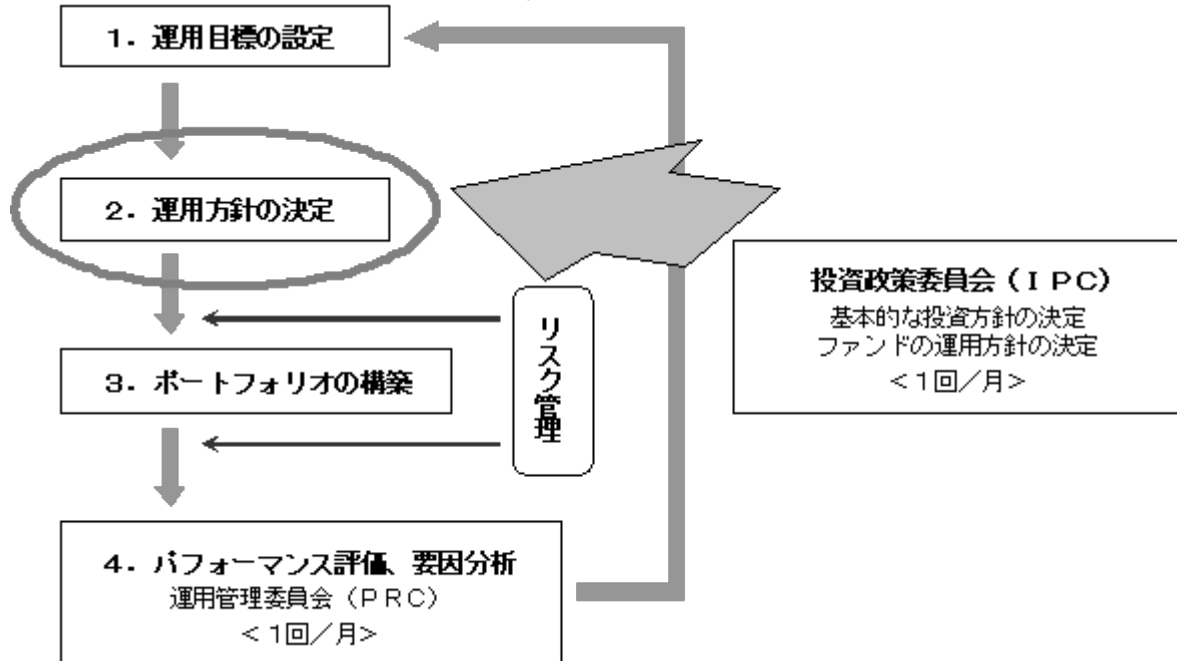 1．運用目標の設定
2．運用方針の決定
3．ポートフォリオの構築
リスク管理
投資政策委員会（ＩＰＣ）
基本的な投資方針の決定
ファンドの運用方針の決定
＜１回／月＞
4．パフォーマンス評価、要因分析
運用管理委員会（ＰＲＣ）
＜１回／月＞